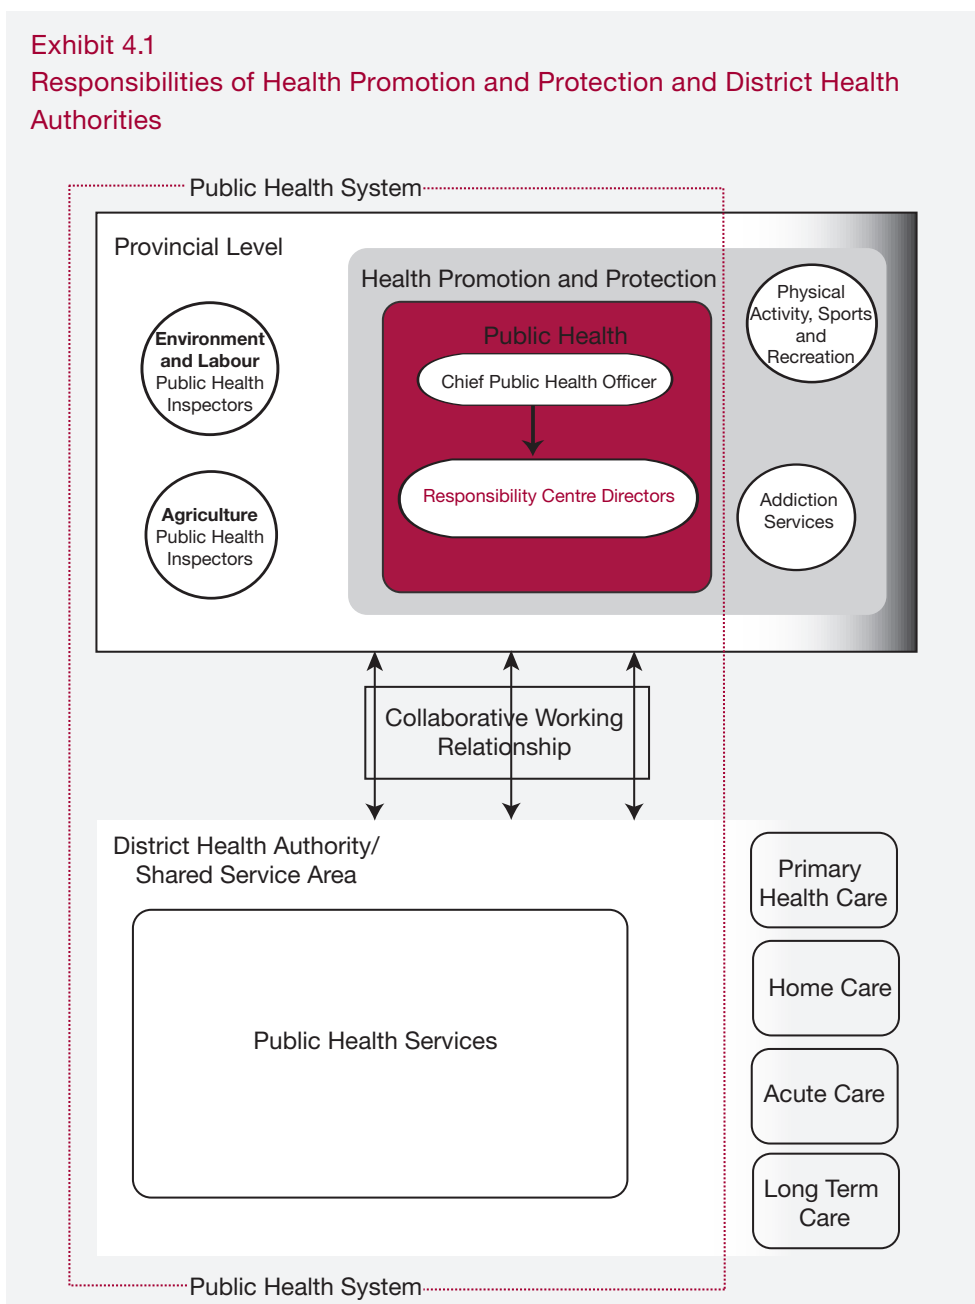 Exhibit 4.1
Responsibilities of Health Promotion and Protection and District Health
Authorities
Public Health System
Provincial Level
Health Promotion and Protection
Environment
and Labour
Public Health
Inspectors
Agriculture
Public Health
Inspectors
Public Health
Chief Public Health Officer
Responsibility Centre Directors
Physical
Activity, Sports
and
Recreation
Addiction
Services
Collaborative Working
Relationship
District Health Authority/
Shared Service Area
Public Health Services
Primary
Health Care
Home Care
Acute Care
Long Term
Care
Public Health System